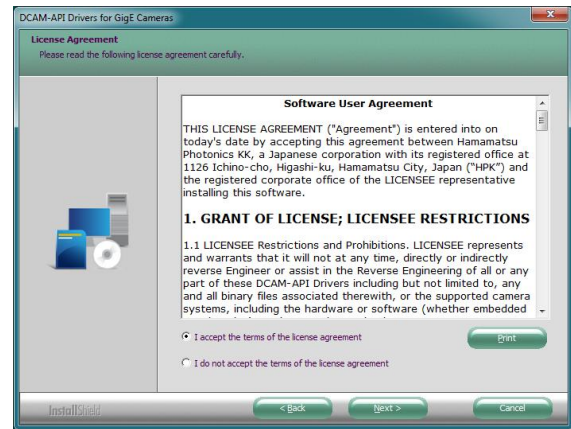 DCAM-API Drivers for GigE Cameras
License Agreement
Please read the following license agreement carefully.
Software User Agreement
THIS LICENSE AGREEMENT ("Agreement") is entered into on
today's date by accepting this agreement between Hamamatsu
Photonics KK, a Japanese corporation with its registered office at
1126 Ichino-cho, Higashi-ku, Hamamatsu City, Japan ("HPK") and
the registered corporate office of the LICENSEE representative
installing this software.
1. GRANT OF LICENSE; LICENSEE RESTRICTIONS
1.1 LICENSEE Restrictions and Prohibitions. LICENSEE represents
and warrants that it will not at any time, directly or indirectly
reverse Engineer or assist in the Reverse Engineering of all or any
part of these DCAM-API Drivers including but not limited to, any
and all binary files associated therewith, or the supported camera
systems, including the hardware or software (whether embedded
I accept the terms of the license agreement
Print
I do not accept the terms of the license agreement
InstallShield
< Back
Next >
Cancel